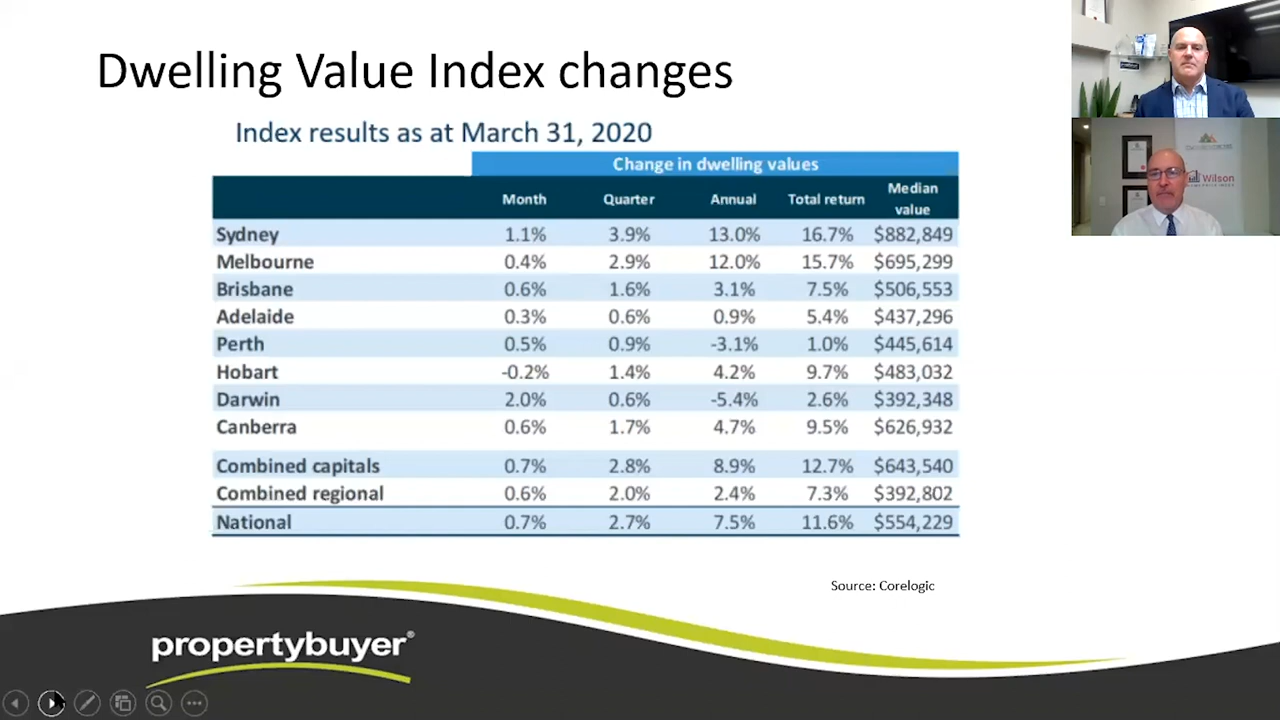 Dwelling Value Index changes
Index results as at March 31, 2020
Change in dwelling values
Month Quarter Annual Total return Median value
Sydney 1.1% 3.9% 13.0% 16.7% $882,849
Melbourne 0.4% 2.9% 12.0% 15.7% $695,299
Brisbane 0.6% 1.6% 3.1% 7.5% $506,553
Adelaide 0.3% 0.6% 0.9% 5.4% $437,296
Perth 0.5% 0.9% -3.1% 1.0% $445,614
Hobart -0.2% 1.4% 4.2% 9.7% $483,032
Darwin 2.0% 0.6% -5.4% 2.6% $392,348
Canberra 0.6% 1.7% 4.7% 9.5% $626,932
Combined capitals 0.7% 2.8% 8.9% 12.7% $643,540
Combined regional 0.6% 2.0% 2.4% 7.3% $392,802
National 0.7% 2.7% 7.5% 11.6% $554,229
Source: Corelogic
propertybuyer®
Wilson